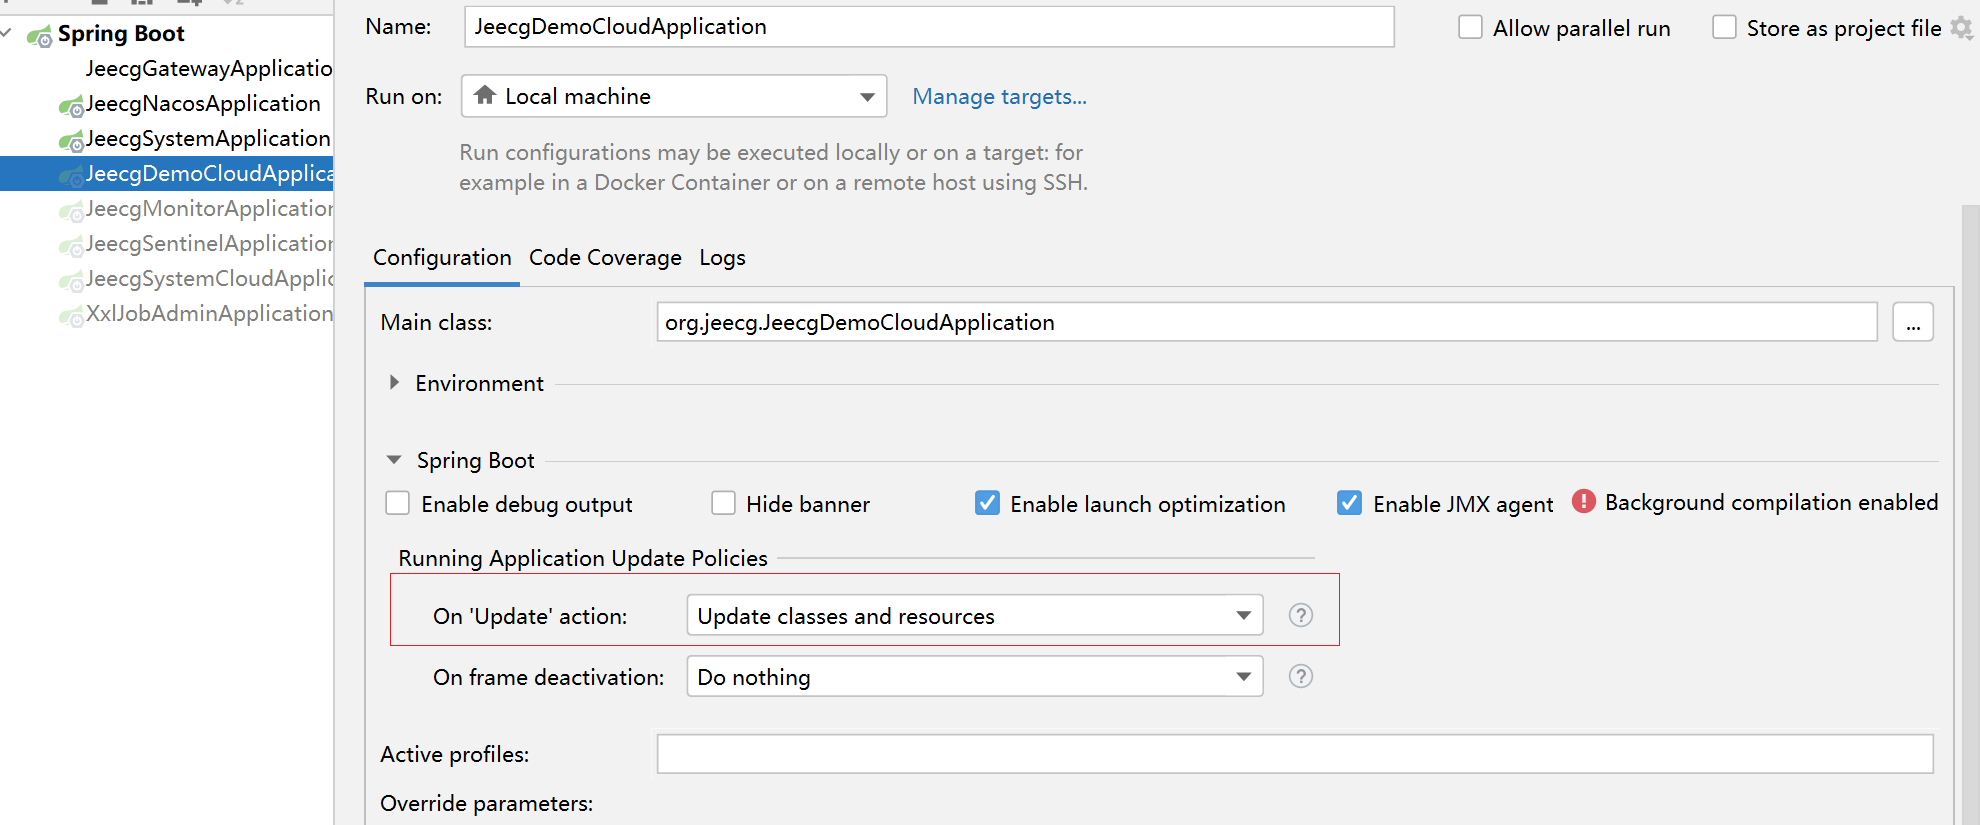 Spring Boot
JeecgGatewayApplicatio
JeecgNacosApplication
JeecgSystemApplication
JeecgDemoCloudApplica
JeecgMonitorApplication
JeecgSentinelApplication
JeecgSystemCloudApplic
XxlJobAdminApplication
Name: JeecgDemoCloudApplication Allow parallel run Store as project file
Run on: Local machine Manage targets...
Run configurations may be executed locally or on a target: for
example in a Docker Container or on a remote host using SSH.
Configuration Code Coverage Logs
Main class: org.jeecg.JeecgDemoCloudApplication ...
Environment
Spring Boot
Enable debug output Hide banner Enable launch optimization Enable JMX agent Background compilation enabled
Running Application Update Policies
On 'Update' action: Update classes and resources ?
On frame deactivation: Do nothing ?
Active profiles:
Override parameters: